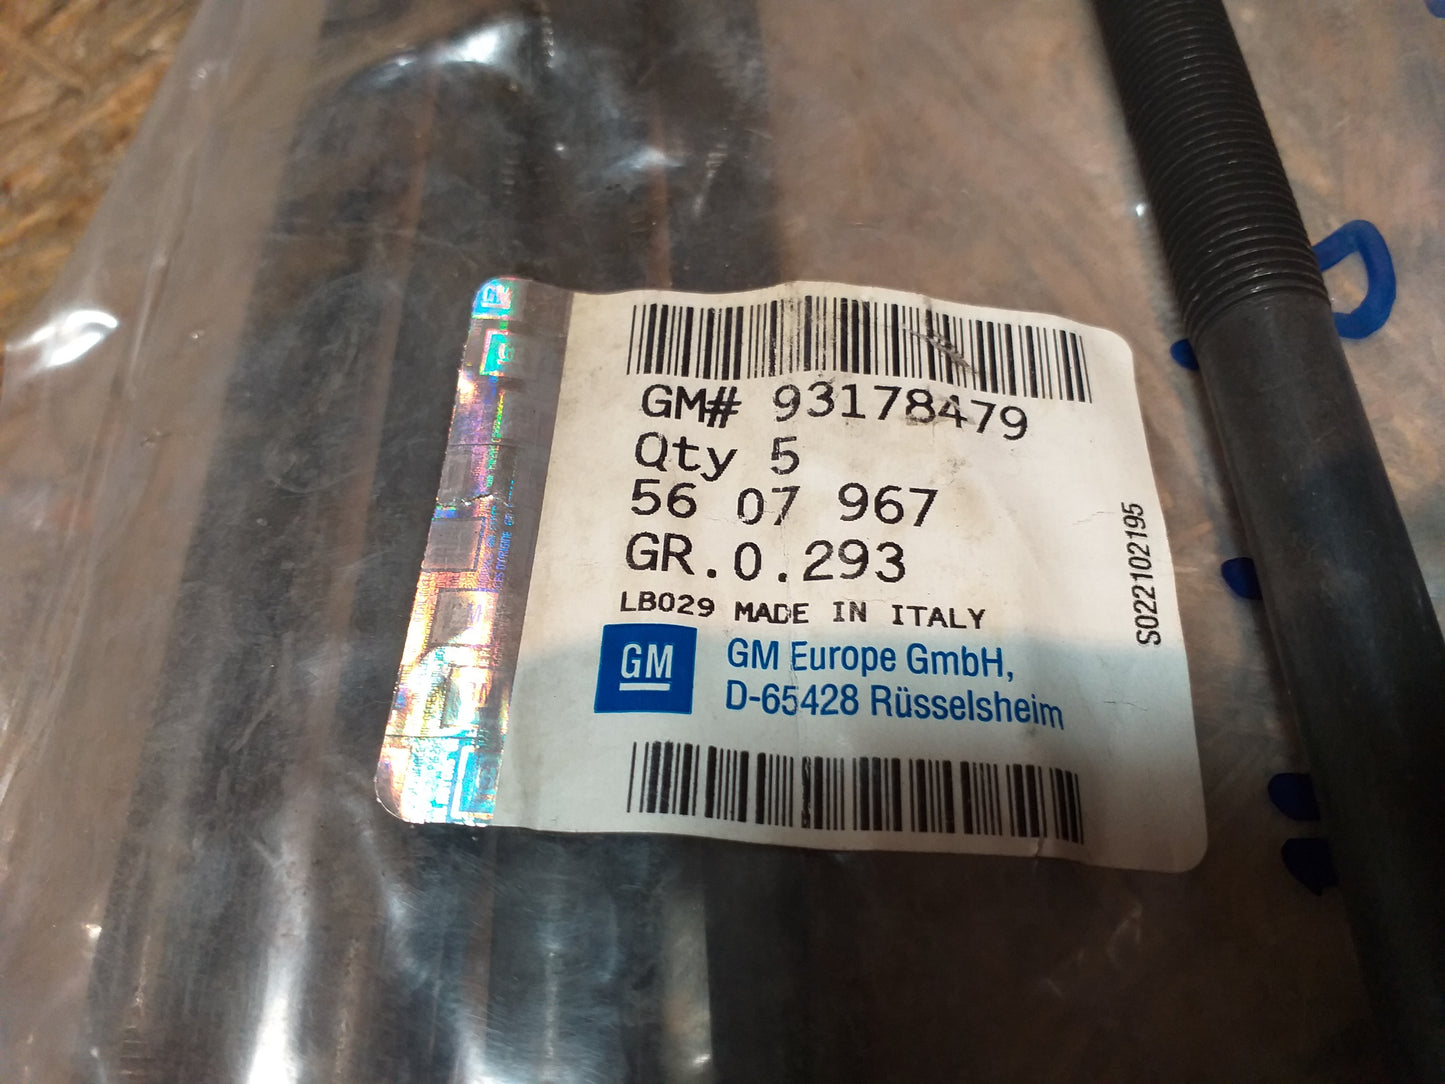 GM# 93178479
Qty 5
56 07 967
GR.0.293
LB029 MADE IN ITALY
GM
GM Europe GmbH,
D-65428 Rüsselsheim
S022102195
GM